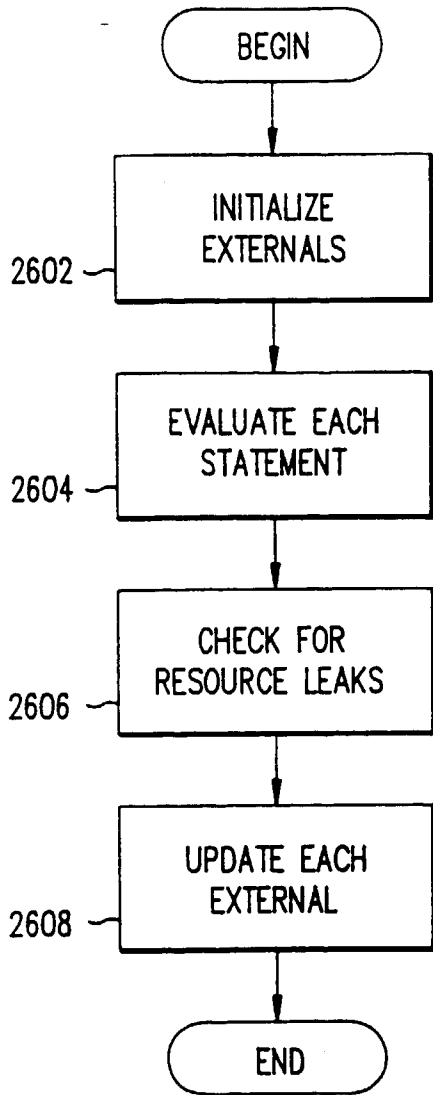 BEGIN
INITIALIZE
EXTERNALS
2602
EVALUATE EACH
STATEMENT
2604
CHECK FOR
RESOURCE LEAKS
2606
UPDATE EACH
EXTERNAL
2608
END